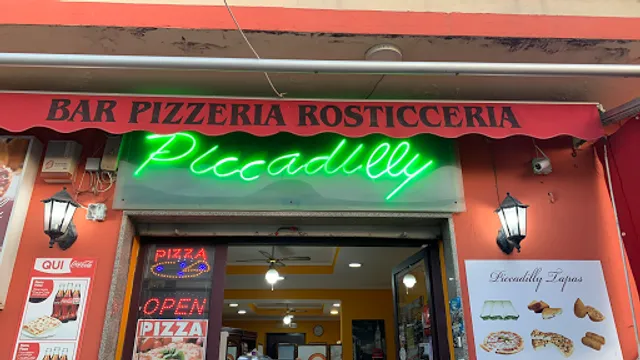 BAR PIZZERIA ROSTICCERIA
Piccadilly
PIZZA
OPEN
PIZZA
QUI Coca-Cola
Piccadilly Tapas